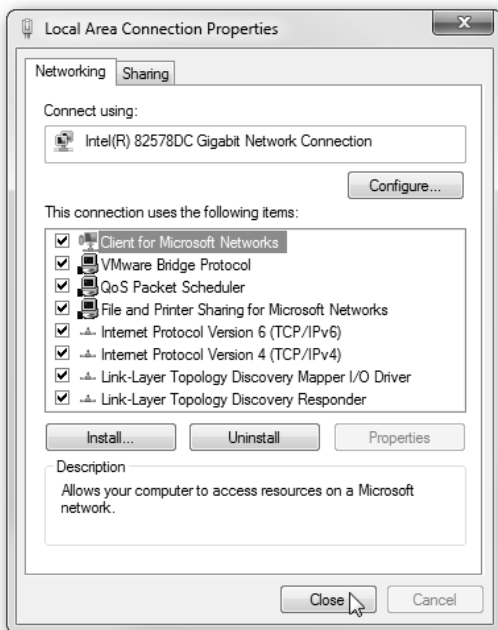 Local Area Connection Properties
Networking
Sharing
Connect using:
Intel(R) 82578DC Gigabit Network Connection
Configure...
This connection uses the following items:
Client for Microsoft Networks
VMware Bridge Protocol
QoS Packet Scheduler
File and Printer Sharing for Microsoft Networks
Internet Protocol Version 6 (TCP/IPv6)
Internet Protocol Version 4 (TCP/IPv4)
Link-Layer Topology Discovery Mapper I/O Driver
Link-Layer Topology Discovery Responder
Install...
Uninstall
Properties
Description
Allows your computer to access resources on a Microsoft
network.
Close
Cancel